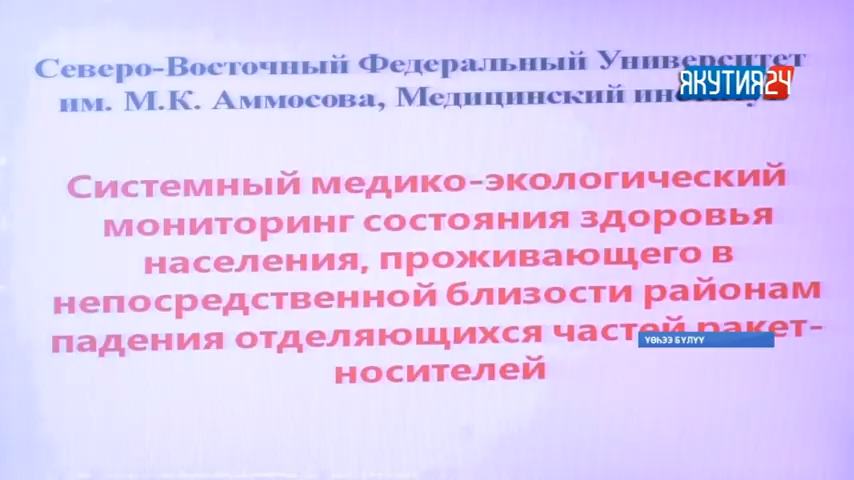 Северо-Восточный Федеральный Университет
им. М.К. Аммосова, Медицинский
ЯКУТИЯ24
Системный медико-экологический
мониторинг состояния здоровья
населения, проживающего в
непосредственной близости районам
падения отделяющихся частей ракет-
носителей
ҮӨҺЭЭ БҮЛҮҮ